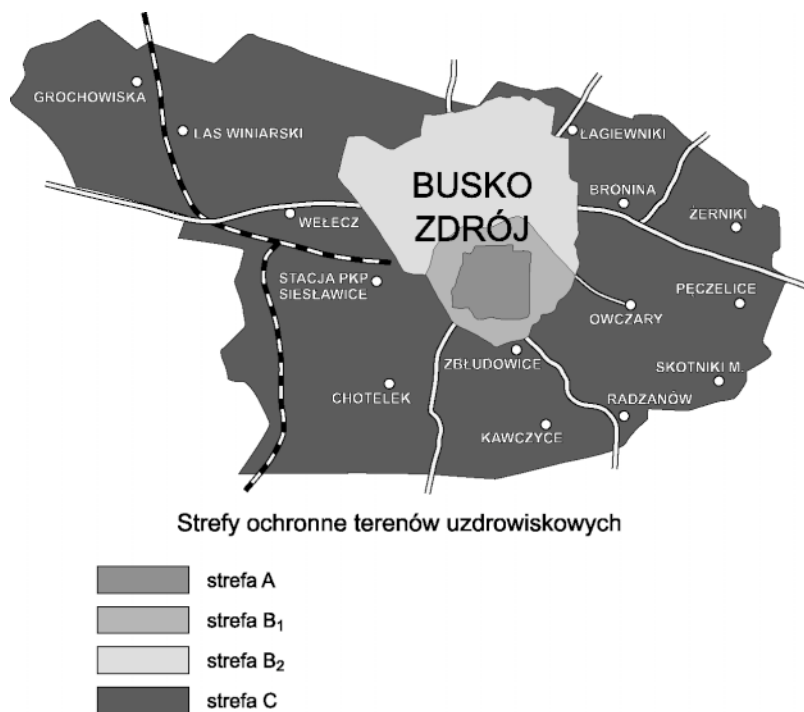 GROCHOWISKA
LAS WINIARSKI
ŁAGIEWNIKI
BUSKO
ZDRÓJ
BRONINA
ŻERNIKI
WEŁECZ
STACJA PKP
SIESŁAWICE
PĘCZELICE
OWCZARY
ZBŁUDOWICE
SKOTNIKI M.
CHOTELEK
RADZANÓW
KAWCZYCE
Strefy ochronne terenów uzdrowiskowych
strefa A
strefa B₁
strefa B₂
strefa C